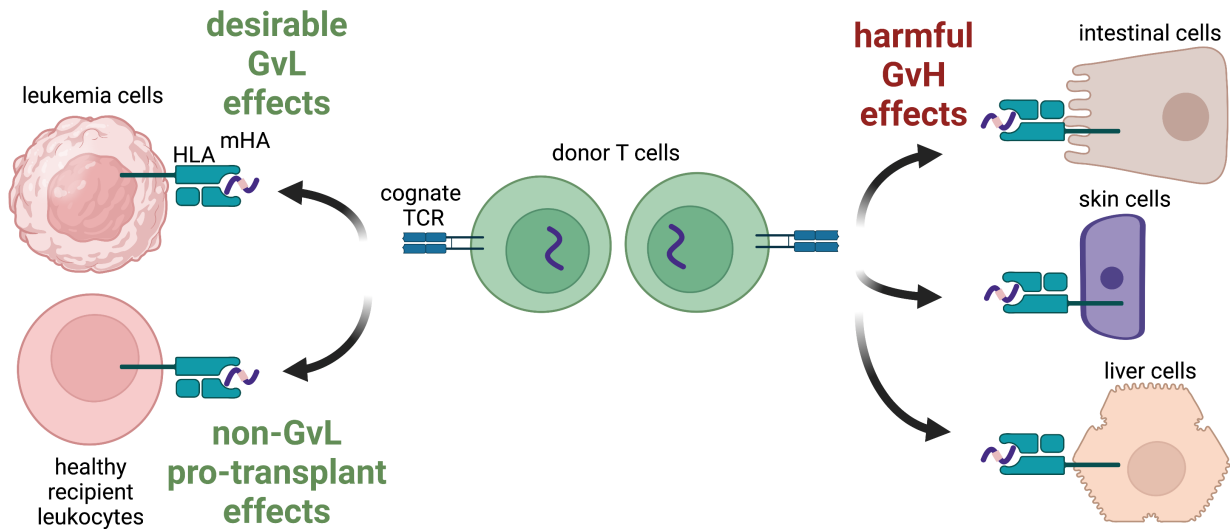 desirable
GvL
effects
leukemia cells
HLA
mHA
cognate
TCR
donor T cells
harmful
GvH
effects
intestinal cells
skin cells
liver cells
non-GvL
pro-transplant
effects
healthy
recipient
leukocytes